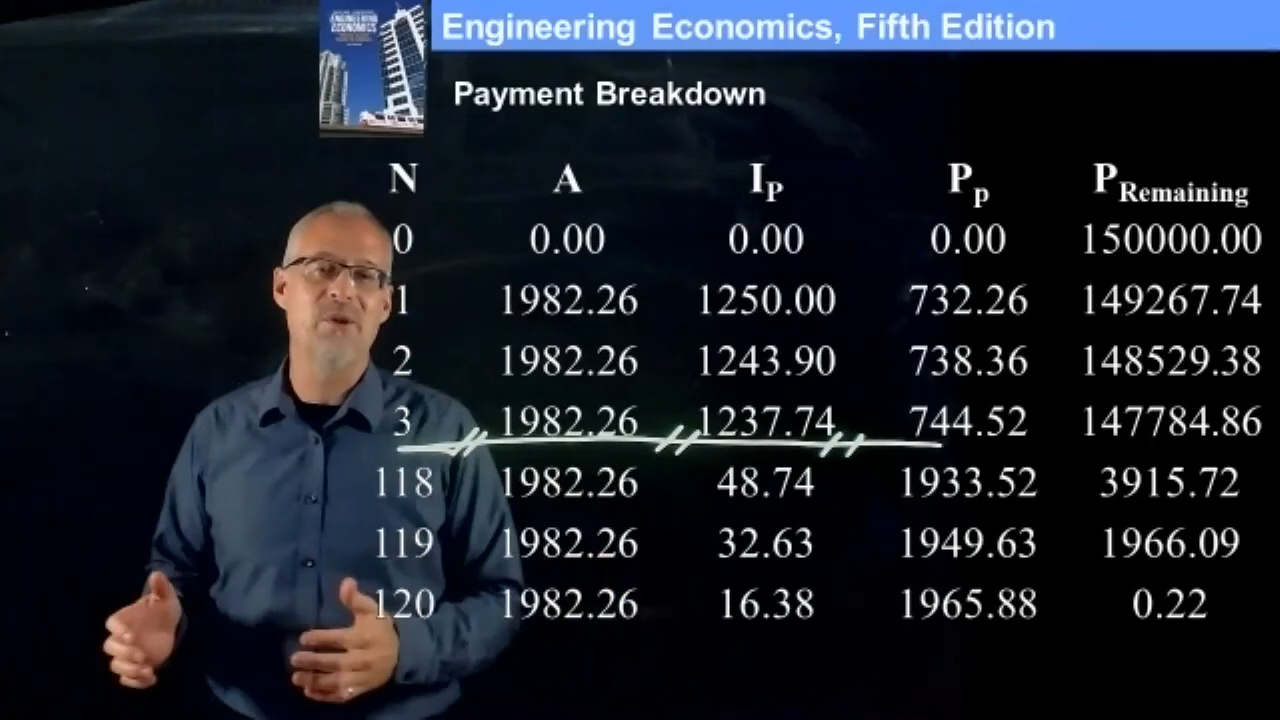 ENGINEERING
ECONOMICS
Engineering Economics, Fifth Edition
Payment Breakdown
N A I_P P_p P_Remaining
0 0.00 0.00 0.00 150000.00
1 1982.26 1250.00 732.26 149267.74
2 1982.26 1243.90 738.36 148529.38
3 1982.26 1237.74 744.52 147784.86
118 1982.26 48.74 1933.52 3915.72
119 1982.26 32.63 1949.63 1966.09
120 1982.26 16.38 1965.88 0.22